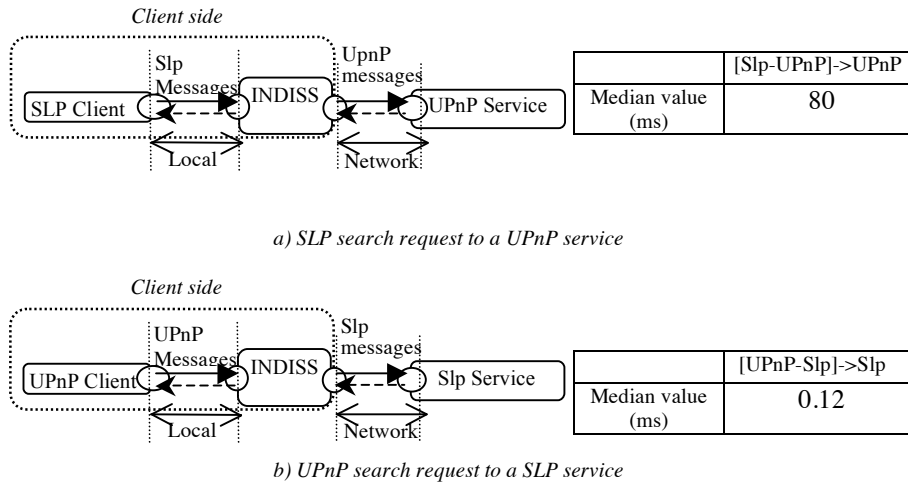 Client side
Slp
Messages
UpnP
messages
SLP Client
INDISS
UPnP Service
Local
Network
[Slp-UPnP]->UPnP
Median value
(ms)
80
a) SLP search request to a UPnP service
Client side
UPnP
Messages
Slp
messages
UPnP Client
INDISS
Slp Service
Local
Network
[UPnP-Slp]->Slp
Median value
(ms)
0.12
b) UPnP search request to a SLP service